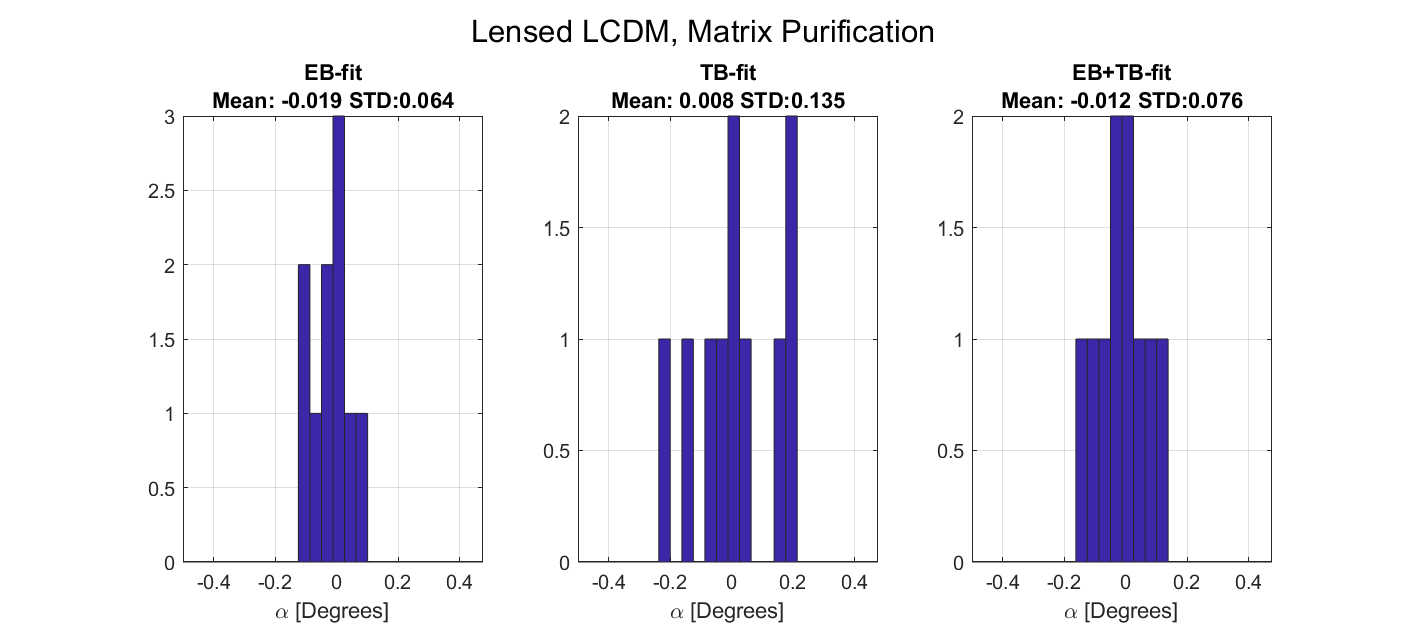 Lensed LCDM, Matrix Purification
EB-fit
Mean: -0.019 STD:0.064
3
2.5
2
1.5
1
0.5
0
-0.4 -0.2 0 0.2 0.4
α [Degrees]
TB-fit
Mean: 0.008 STD:0.135
2
1.5
1
0.5
0
-0.4 -0.2 0 0.2 0.4
α [Degrees]
EB+TB-fit
Mean: -0.012 STD:0.076
2
1.5
1
0.5
0
-0.4 -0.2 0 0.2 0.4
α [Degrees]